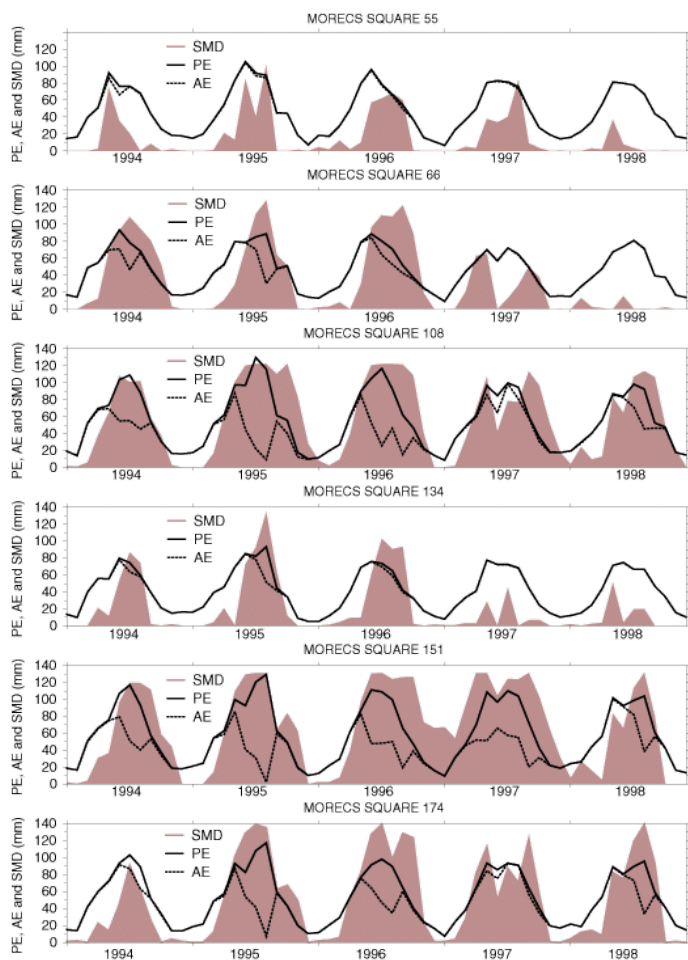 MORECS SQUARE 55
PE, AE and SMD (mm)
120
100
80
60
40
20
0
SMD
PE
AE
1994 1995 1996 1997 1998
MORECS SQUARE 66
PE, AE and SMD (mm)
140
120
100
80
60
40
20
0
SMD
PE
AE
1994 1995 1996 1997 1998
MORECS SQUARE 108
PE, AE and SMD (mm)
140
120
100
80
60
40
20
0
SMD
PE
AE
1994 1995 1996 1997 1998
MORECS SQUARE 134
PE, AE and SMD (mm)
140
120
100
80
60
40
20
0
SMD
PE
AE
1994 1995 1996 1997 1998
MORECS SQUARE 151
PE, AE and SMD (mm)
140
120
100
80
60
40
20
0
SMD
PE
AE
1994 1995 1996 1997 1998
MORECS SQUARE 174
PE, AE and SMD (mm)
140
120
100
80
60
40
20
0
SMD
PE
AE
1994 1995 1996 1997 1998